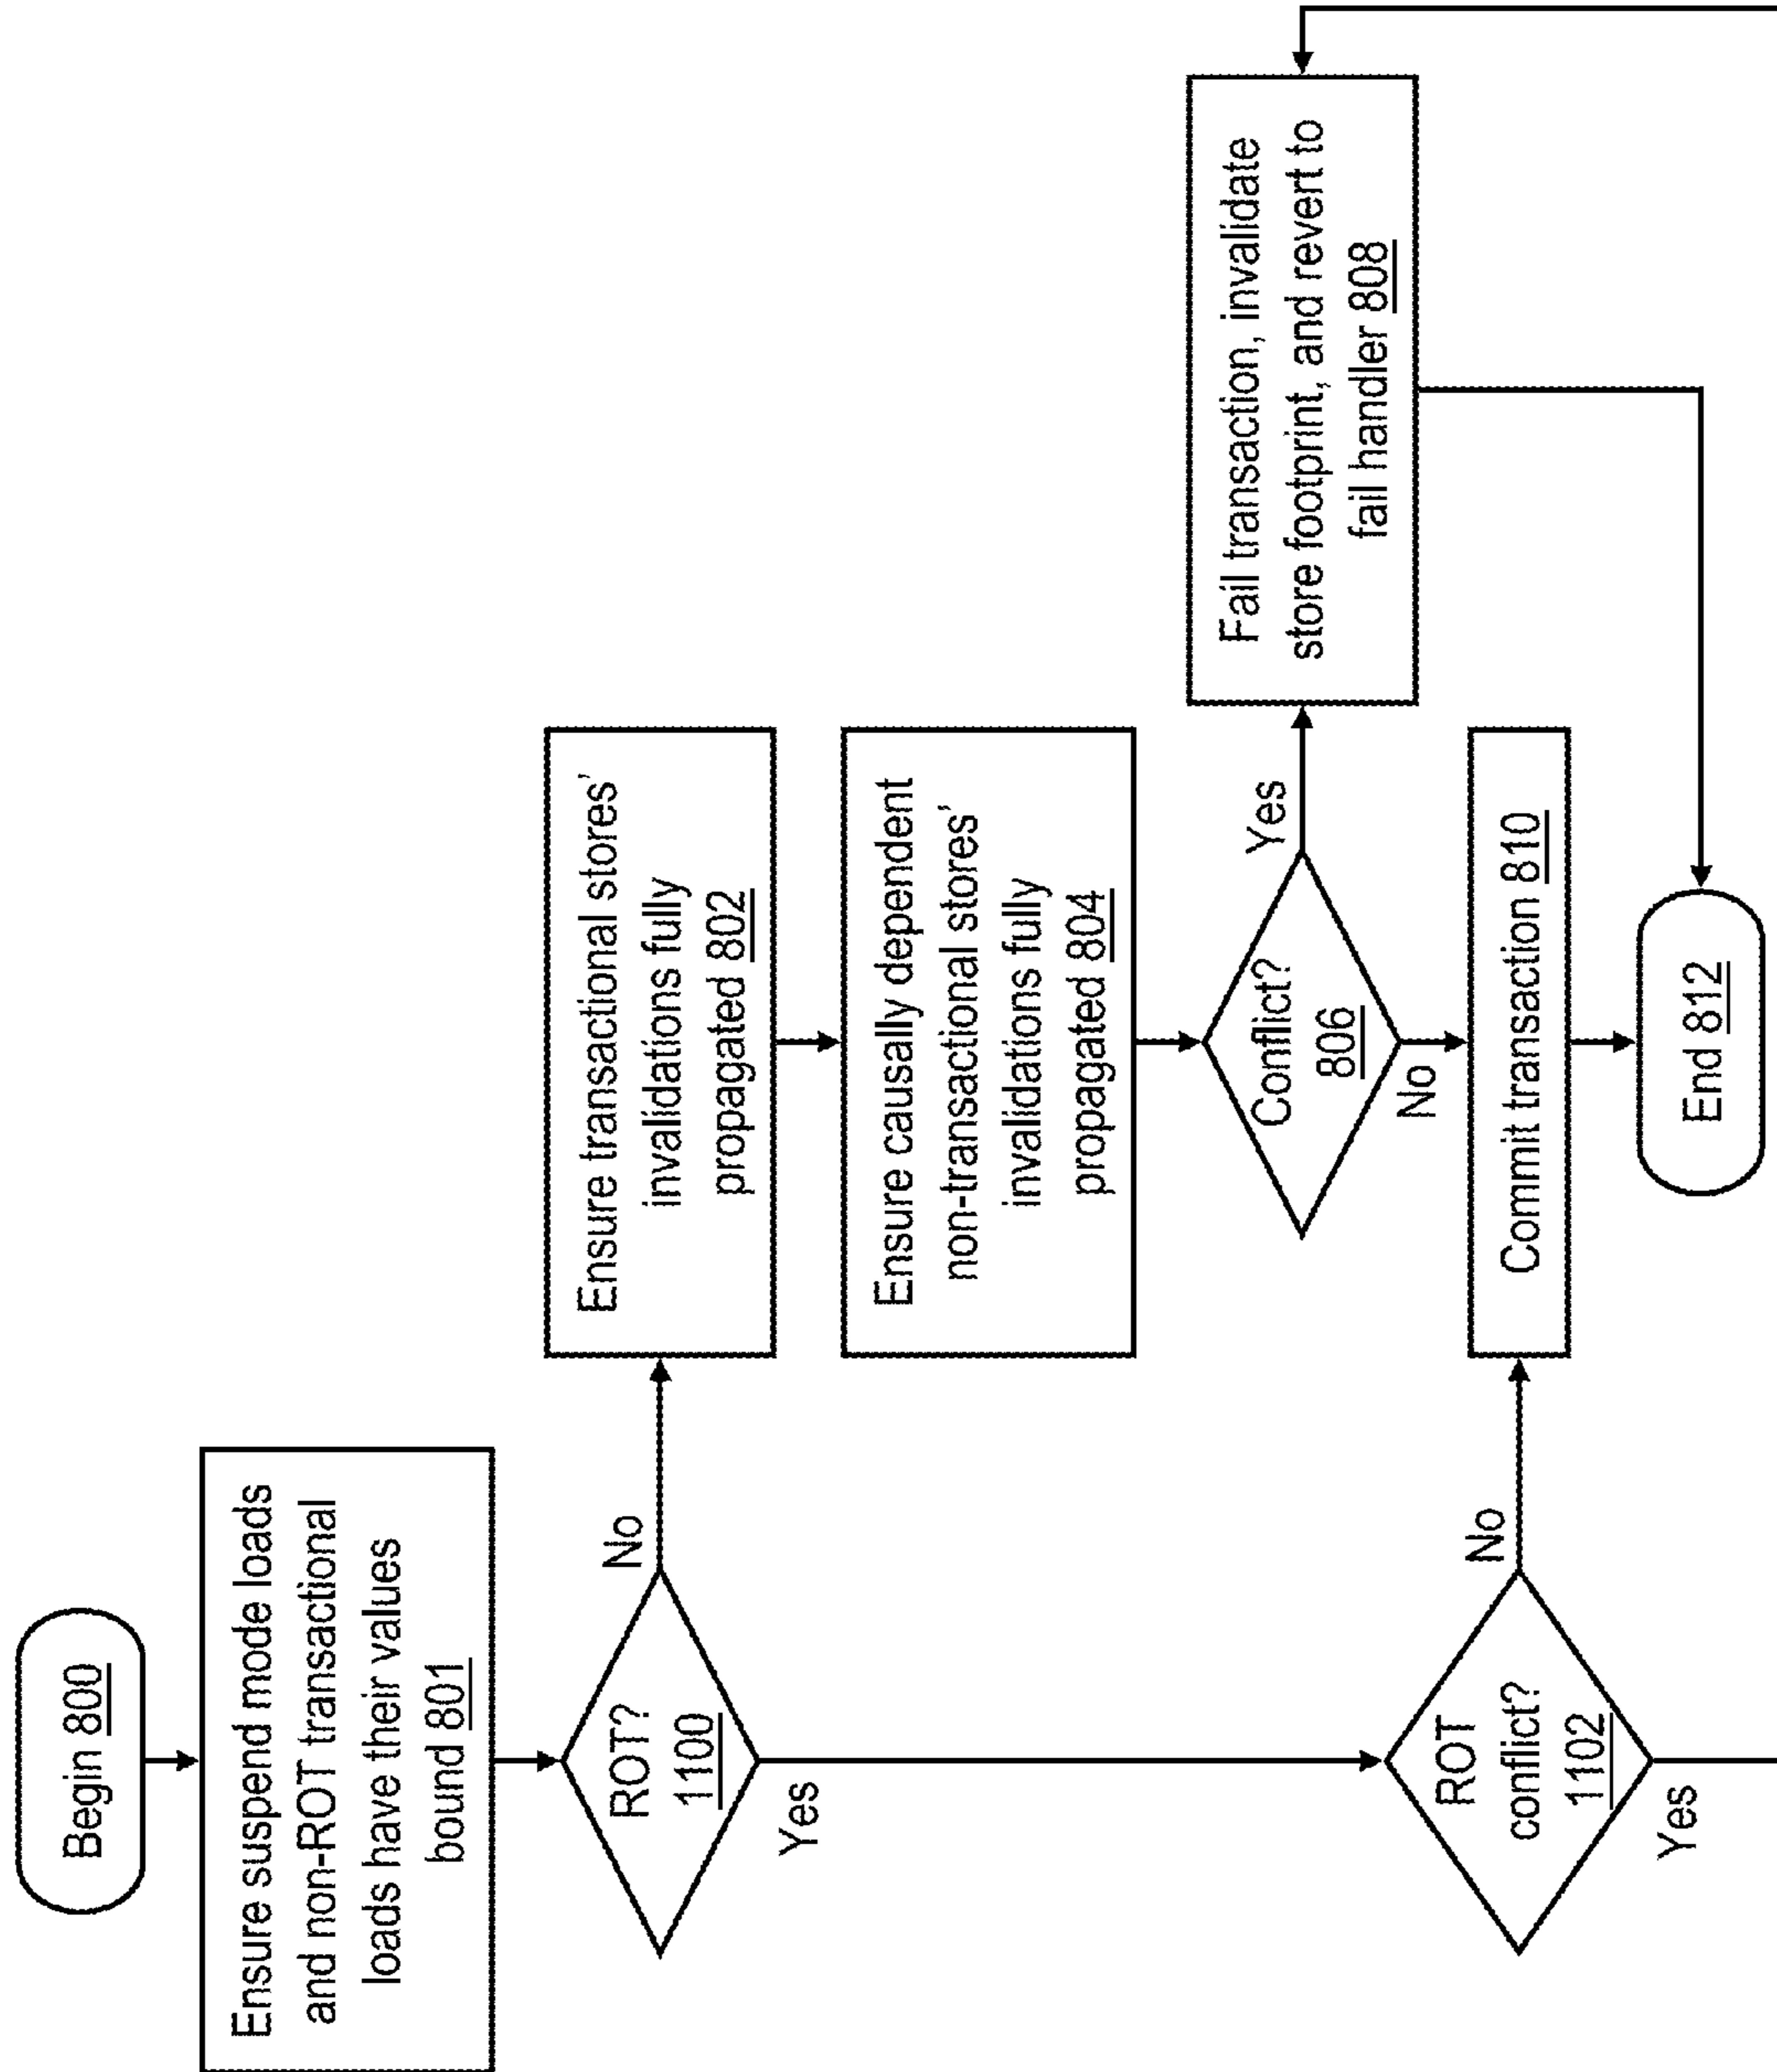 Begin 800
Ensure suspend mode loads
and non-ROT transactional
loads have their values
bound 801
ROT?
1100
No
Yes
Ensure transactional stores’
invalidations fully
propagated 802
Ensure causally dependent
non-transactional stores’
invalidations fully
propagated 804
Conflict?
806
Yes
No
Fail transaction, invalidate
store footprint, and revert to
fail handler 808
ROT
conflict?
1102
No
Yes
Commit transaction 810
End 812